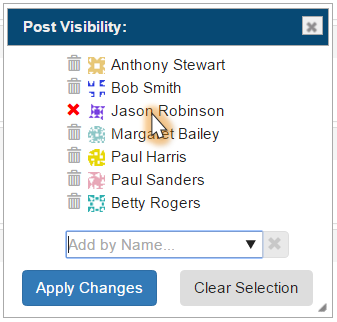 Post Visibility:
Anthony Stewart
Bob Smith
Jason Robinson
Margaret Bailey
Paul Harris
Paul Sanders
Betty Rogers
Add by Name...
Apply Changes
Clear Selection